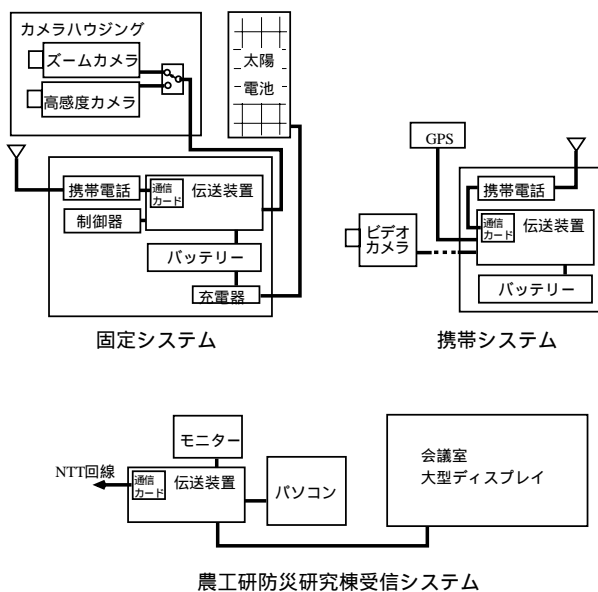 カメラハウジング
ズームカメラ
高感度カメラ
太陽
電池
携帯電話
通信
カード
伝送装置
制御器
バッテリー
充電器
固定システム
GPS
携帯電話
通信
カード
伝送装置
ビデオ
カメラ
バッテリー
携帯システム
モニター
NTT回線
通信
カード
伝送装置
パソコン
会議室
大型ディスプレイ
農工研防災研究棟受信システム